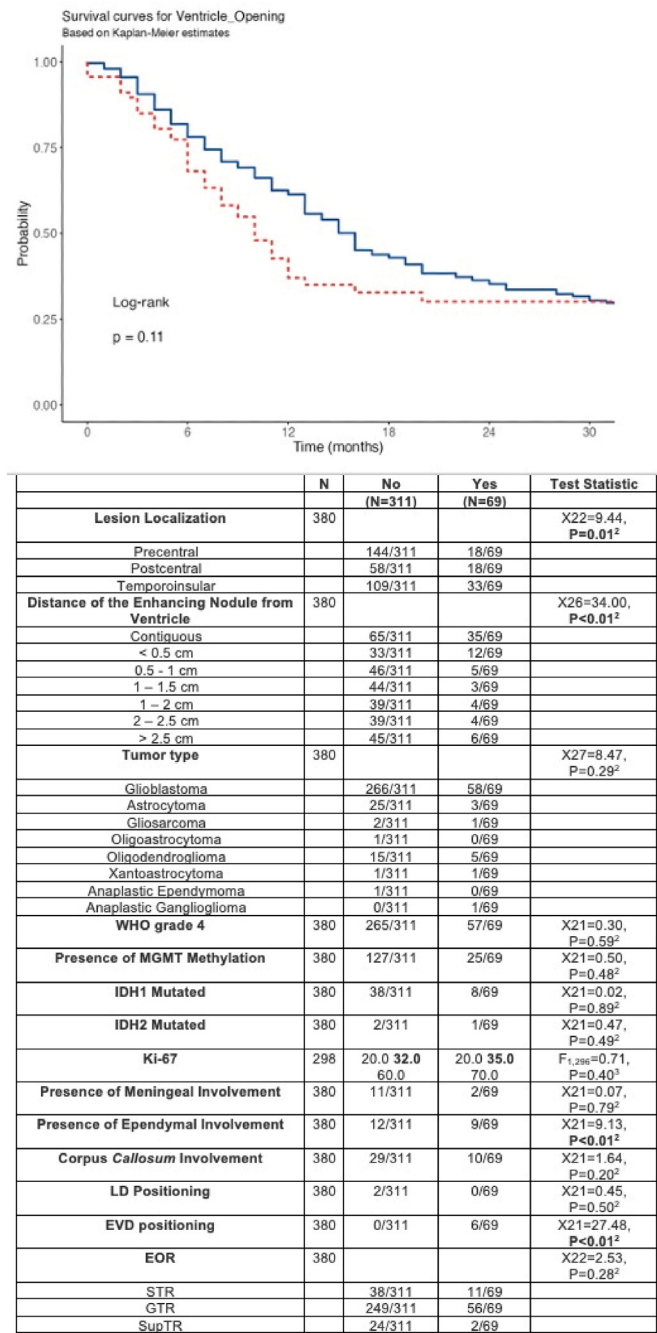 Survival curves for Ventricle_Opening
Based on Kaplan-Meier estimates
1.00
0.75
0.50
0.25
0.00
Probability
Log-rank
p = 0.11
0 6 12 18 24 30
Time (months)
N No Yes Test Statistic
(N=311) (N=69)
Lesion Localization 380 X22=9.44,
P=0.01²
Precentral 144/311 18/69
Postcentral 58/311 18/69
Temporoinsular 109/311 33/69
Distance of the Enhancing Nodule from 380 X26=34.00,
Ventricle P<0.01²
Contiguous 65/311 35/69
< 0.5 cm 33/311 12/69
0.5 - 1 cm 46/311 5/69
1 – 1.5 cm 44/311 3/69
1 – 2 cm 39/311 4/69
2 – 2.5 cm 39/311 4/69
> 2.5 cm 45/311 6/69
Tumor type 380 X27=8.47,
P=0.29²
Glioblastoma 266/311 58/69
Astrocytoma 25/311 3/69
Gliosarcoma 2/311 1/69
Oligoastrocytoma 1/311 0/69
Oligodendroglioma 15/311 5/69
Xantoastrocytoma 1/311 1/69
Anaplastic Ependymoma 1/311 0/69
Anaplastic Ganglioglioma 0/311 1/69
WHO grade 4 380 265/311 57/69 X21=0.30,
P=0.59²
Presence of MGMT Methylation 380 127/311 25/69 X21=0.50,
P=0.48²
IDH1 Mutated 380 38/311 8/69 X21=0.02,
P=0.89²
IDH2 Mutated 380 2/311 1/69 X21=0.47,
P=0.49²
Ki-67 298 20.0 32.0 20.0 35.0 F1,296=0.71,
60.0 70.0 P=0.40³
Presence of Meningeal Involvement 380 11/311 2/69 X21=0.07,
P=0.79²
Presence of Ependymal Involvement 380 12/311 9/69 X21=9.13,
P<0.01²
Corpus Callosum Involvement 380 29/311 10/69 X21=1.64,
P=0.20²
LD Positioning 380 2/311 0/69 X21=0.45,
P=0.50²
EVD positioning 380 0/311 6/69 X21=27.48,
P<0.01²
EOR 380 X22=2.53,
P=0.28²
STR 38/311 11/69
GTR 249/311 56/69
SupTR 24/311 2/69